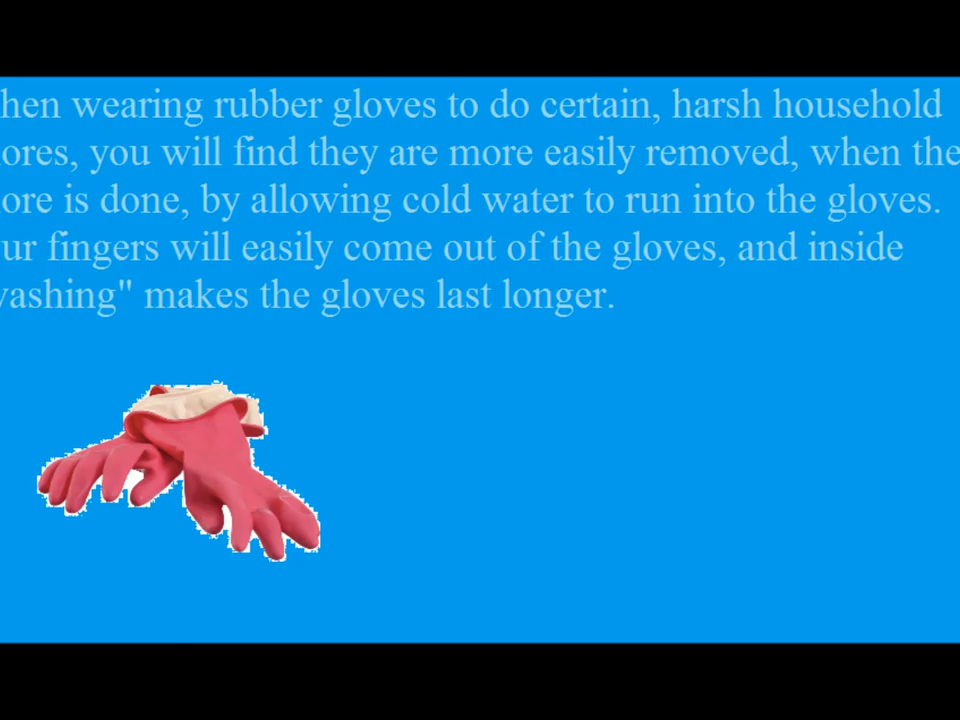 hen wearing rubber gloves to do certain, harsh household
ores, you will find they are more easily removed, when the
ore is done, by allowing cold water to run into the gloves.
ur fingers will easily come out of the gloves, and inside
ashing" makes the gloves last longer.